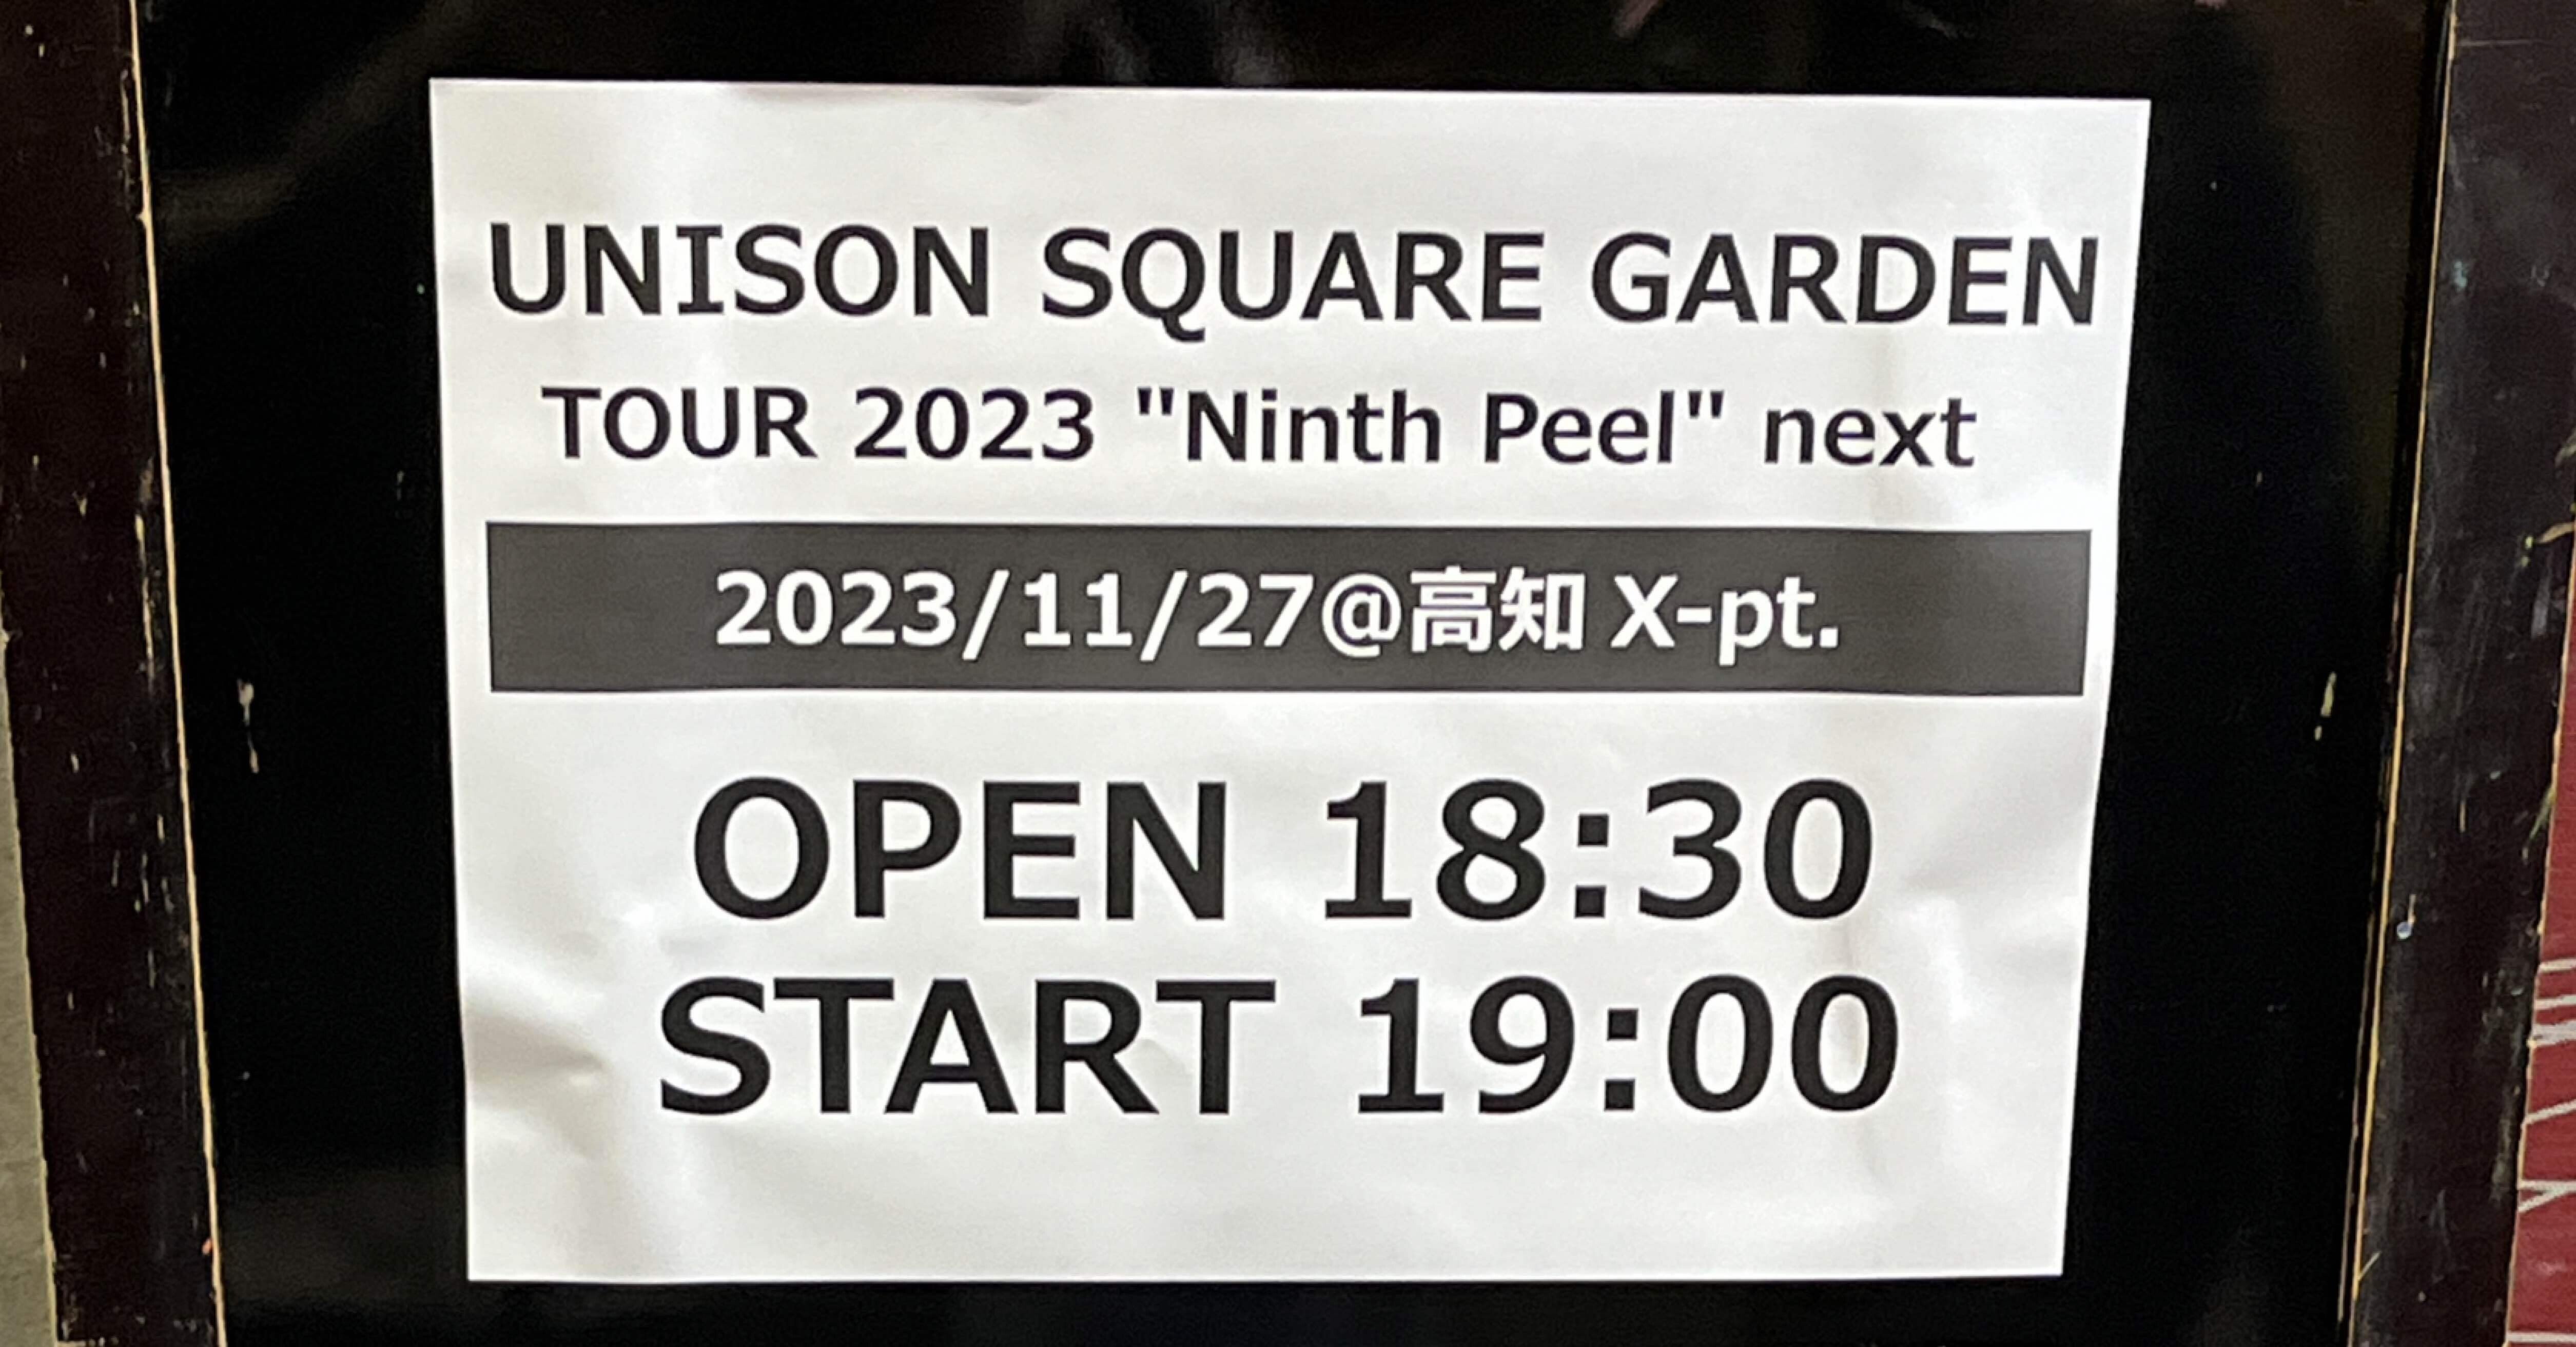 UNISON SQUARE GARDEN
TOUR 2023 "Ninth Peel" next
2023/11/27@高知 X-pt.
OPEN 18:30
START 19:00